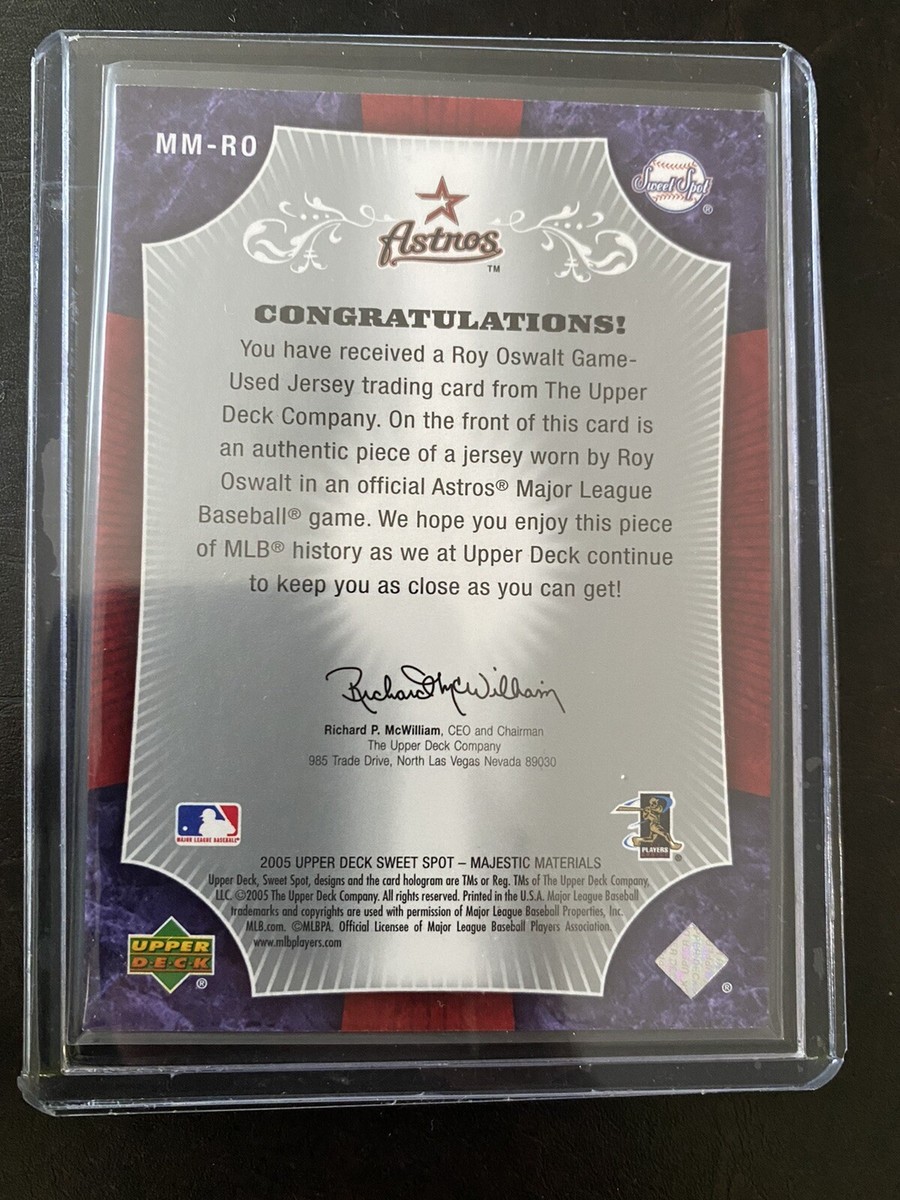 MM-RO
Sweet Spot ®
Astros ™
CONGRATULATIONS!
You have received a Roy Oswalt Game-
Used Jersey trading card from The Upper
Deck Company. On the front of this card is
an authentic piece of a jersey worn by Roy
Oswalt in an official Astros® Major League
Baseball® game. We hope you enjoy this piece
of MLB® history as we at Upper Deck continue
to keep you as close as you can get!
Richard McWilliam
Richard P. McWilliam, CEO and Chairman
The Upper Deck Company
985 Trade Drive, North Las Vegas Nevada 89030
MAJOR LEAGUE BASEBALL®
PLAYERS
CHOICE ®
2005 UPPER DECK SWEET SPOT – MAJESTIC MATERIALS
Upper Deck, Sweet Spot, designs and the card hologram are TMs or Reg. TMs of The Upper Deck Company,
LLC. ©2005 The Upper Deck Company. All rights reserved. Printed in the U.S.A. Major League Baseball
trademarks and copyrights are used with permission of Major League Baseball Properties, Inc.
MLB.com. ©MLBPA. Official Licensee of Major League Baseball Players Association.
www.mlbplayers.com
UPPER
DECK ®
®